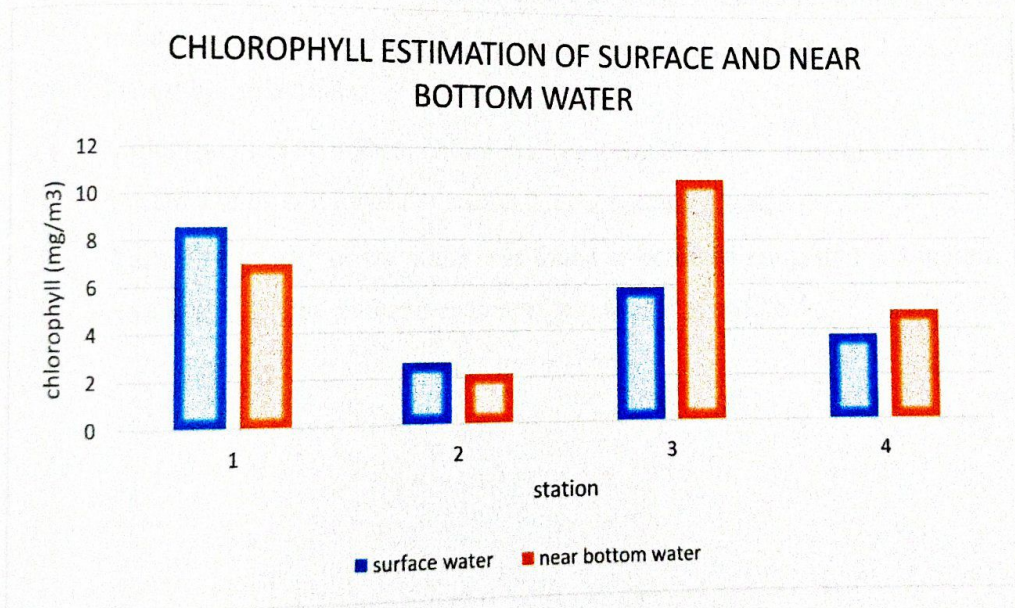 CHLOROPHYLL ESTIMATION OF SURFACE AND NEAR
BOTTOM WATER
chlorophyll (mg/m3)
12
10
8
6
4
2
0
1 2 3 4
station
surface water near bottom water